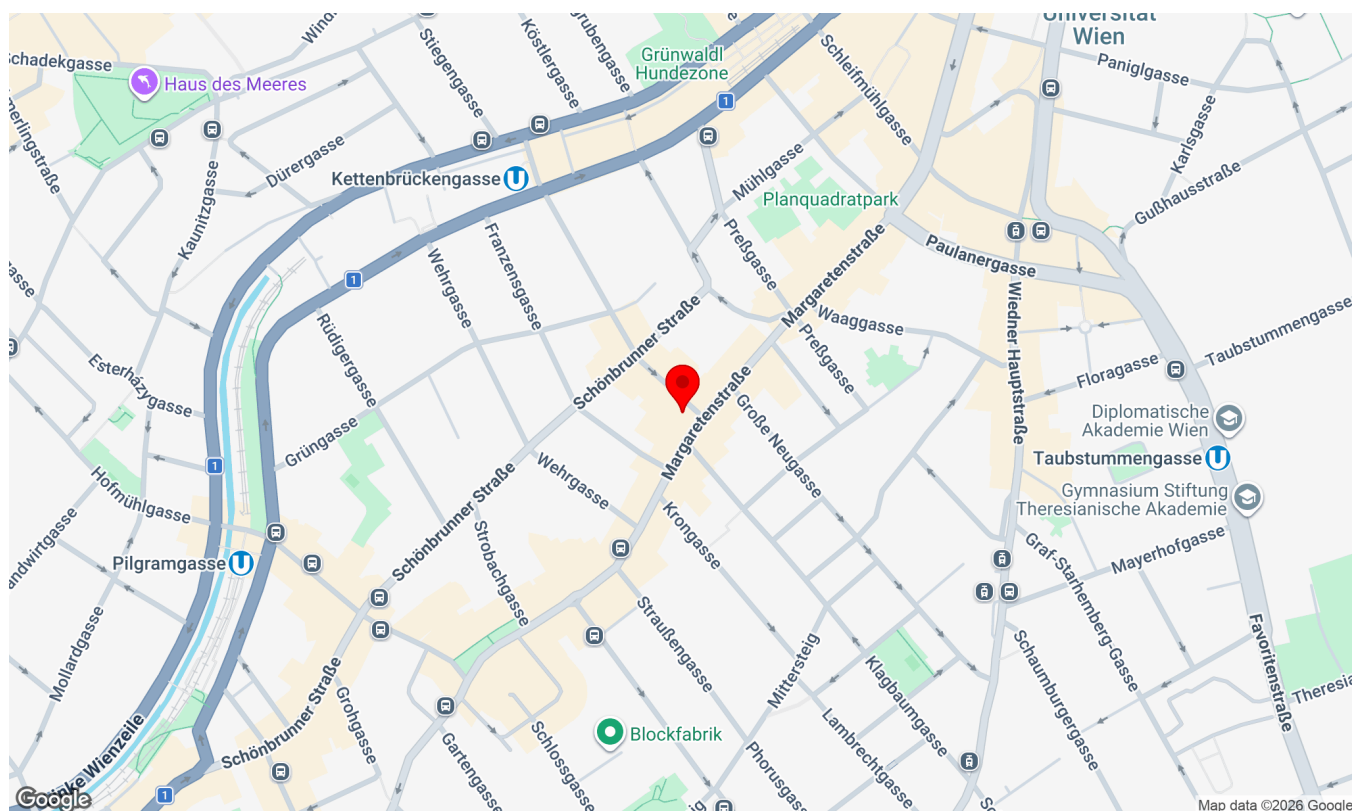 Universität
Wien
Schadekgasse
Haus des Meeres
Stiegengasse
Köstlergasse
Grünwaldl
Hundezone
1
Schleifmühlgasse
Paniglgasse
Karlsgasse
Gußhausstraße
Dürergasse
Kaunitzgasse
Kettenbrückengasse
U
Mühlgasse
Planquadratpark
Preßgasse
Margaretenstraße
Paulanergasse
Wehrgasse
Franzensgasse
1
Rüdigergasse
Schönbrunner Straße
Waaggasse
Preßgasse
Wiedner Hauptstraße
Floragasse
Taubstummengasse
Esterházygasse
Grüngasse
Margaretenstraße
Große Neugasse
Diplomatische
Akademie Wien
Taubstummengasse
U
Gymnasium Stiftung
Theresianische Akademie
1
Hofmühlgasse
Schönbrunner Straße
Wehrgasse
Krongasse
Strobachgasse
Pilgramgasse
U
Mollardgasse
Straußengasse
Mittersteig
Klagbaumgasse
Graf-Starhemberg-Gasse
Mayerhofgasse
Schaumburgergasse
Favoritenstraße
Schönbrunner Straße
Grohgasse
Gartengasse
Schlossgasse
Blockfabrik
Phorusgasse
Lambrechtgasse
1
Google
Map data ©2026 Google